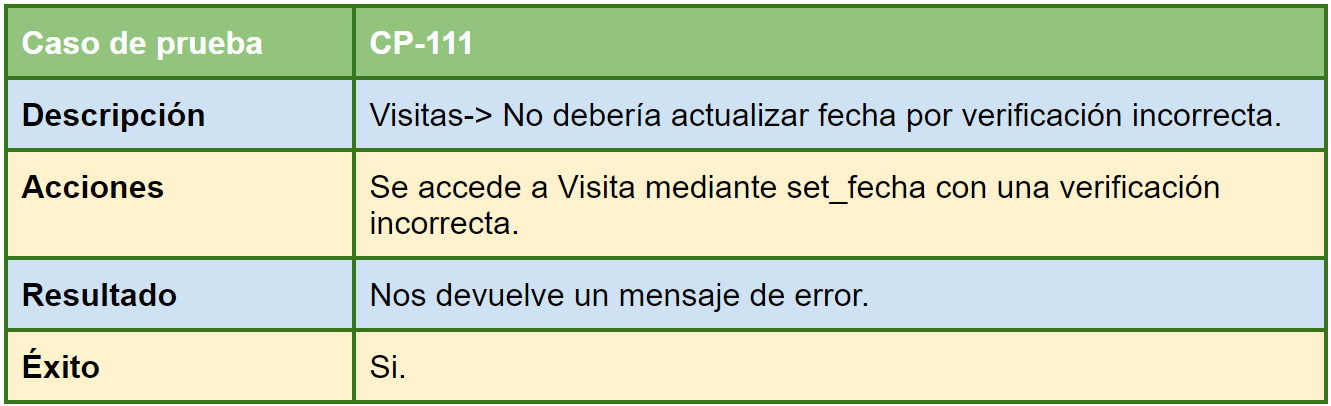 Caso de prueba CP-111
Descripción Visitas-> No debería actualizar fecha por verificación incorrecta.
Acciones Se accede a Visita mediante set_fecha con una verificación
incorrecta.
Resultado Nos devuelve un mensaje de error.
Éxito Si.